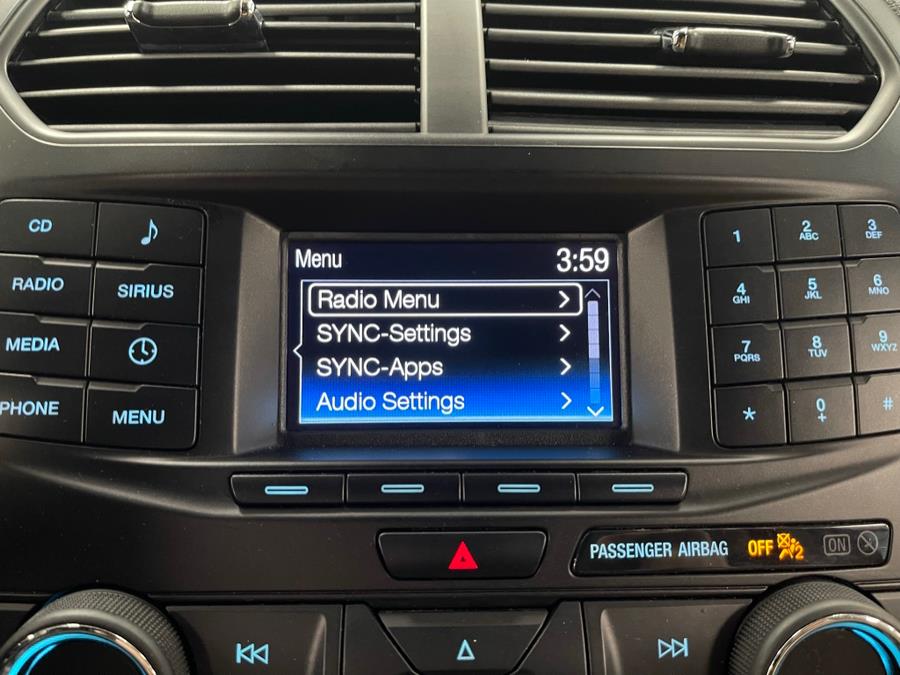 CD
RADIO
SIRIUS
MEDIA
PHONE
MENU
Menu 3:59
Radio Menu
SYNC-Settings
SYNC-Apps
Audio Settings
1 2 ABC 3 DEF
4 GHI 5 JKL 6 MNO
7 PQRS 8 TUV 9 WXYZ
* 0 + #
PASSENGER AIRBAG OFF 2 ON